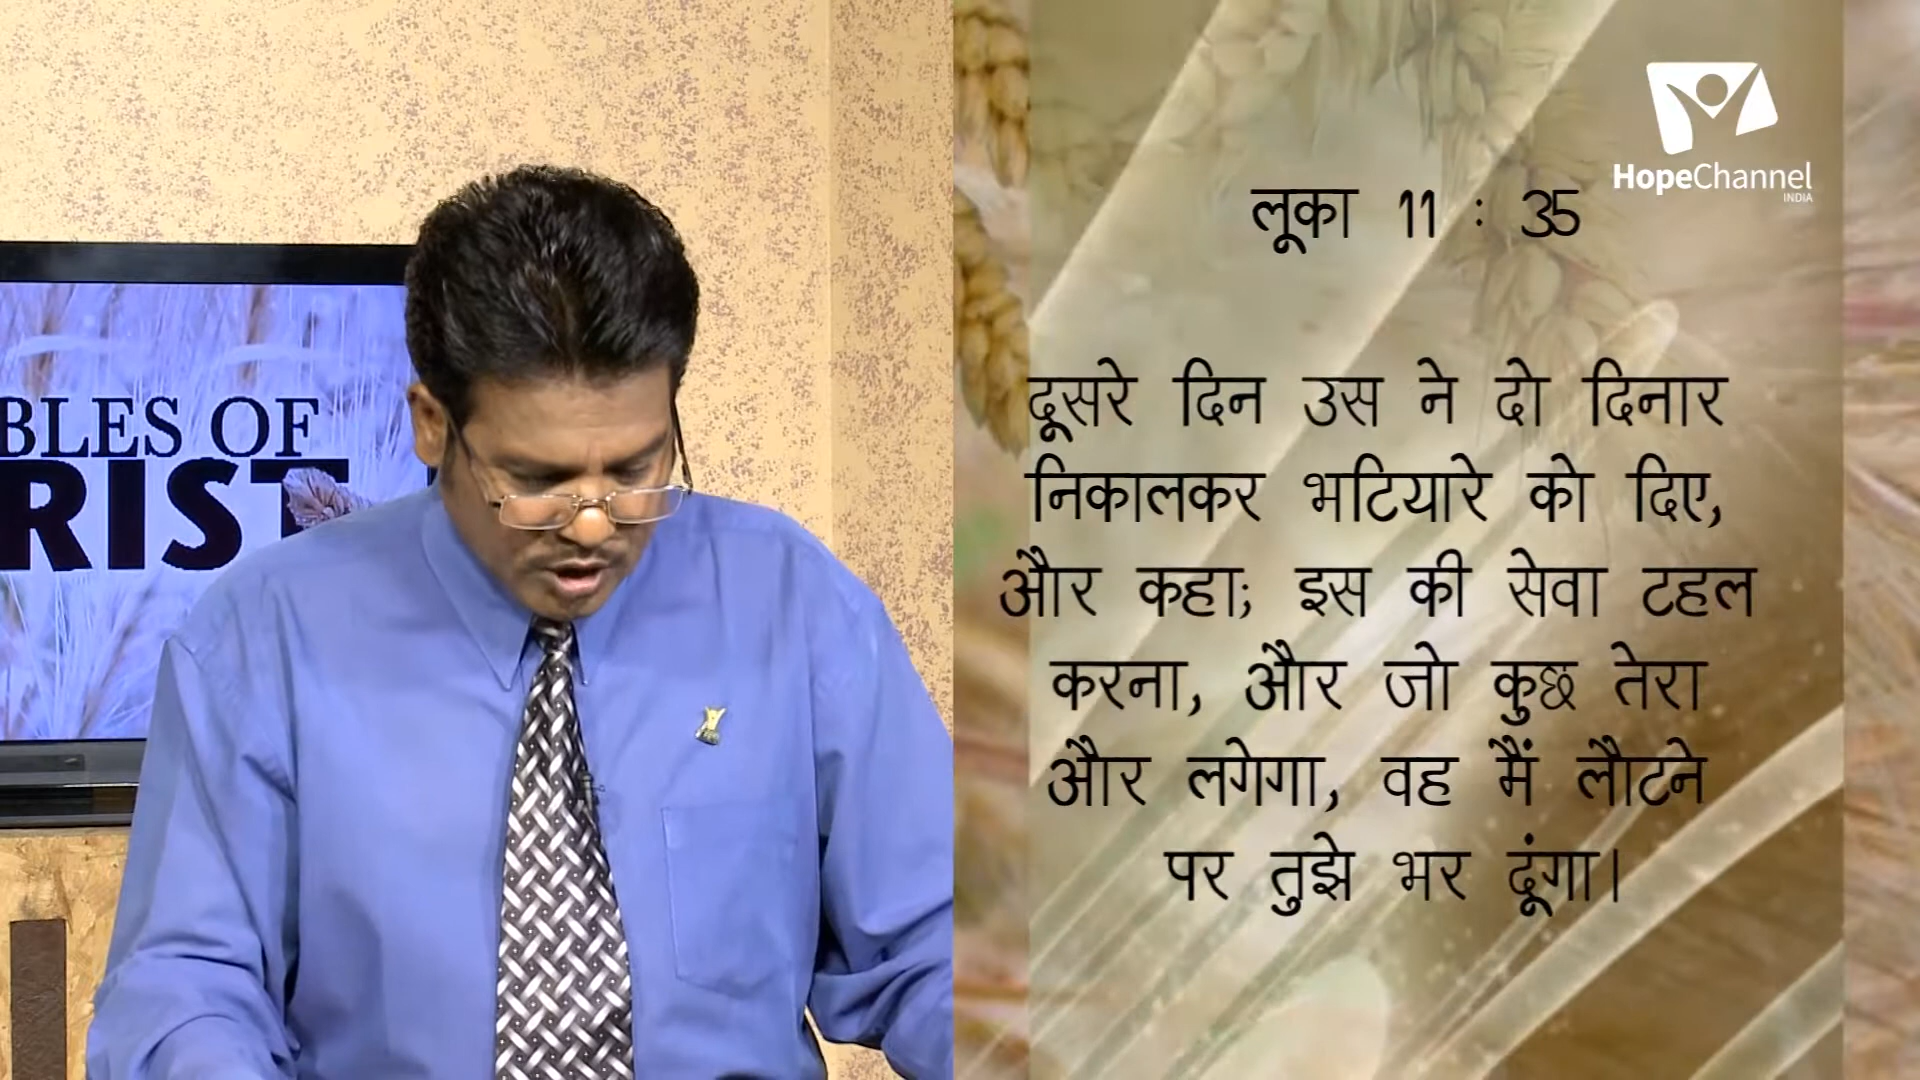 BLES OF
RIST
HopeChannel
INDIA
लूका 11 : 35
दूसरे दिन उस ने दो दिनार
निकालकर भटियारे को दिए,
और कहा; इस की सेवा टहल
करना, और जो कुछ तेरा
और लगेगा, वह मैं लौटने
पर तुझे भर दूंगा।